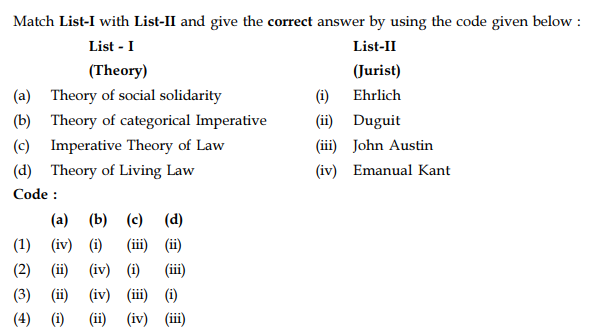 Match List-I with List-II and give the correct answer by using the code given below :
List - I List-II
(Theory) (Jurist)
(a) Theory of social solidarity (i) Ehrlich
(b) Theory of categorical Imperative (ii) Duguit
(c) Imperative Theory of Law (iii) John Austin
(d) Theory of Living Law (iv) Emanual Kant
Code :
(a) (b) (c) (d)
(1) (iv) (i) (iii) (ii)
(2) (ii) (iv) (i) (iii)
(3) (ii) (iv) (iii) (i)
(4) (i) (ii) (iv) (iii)